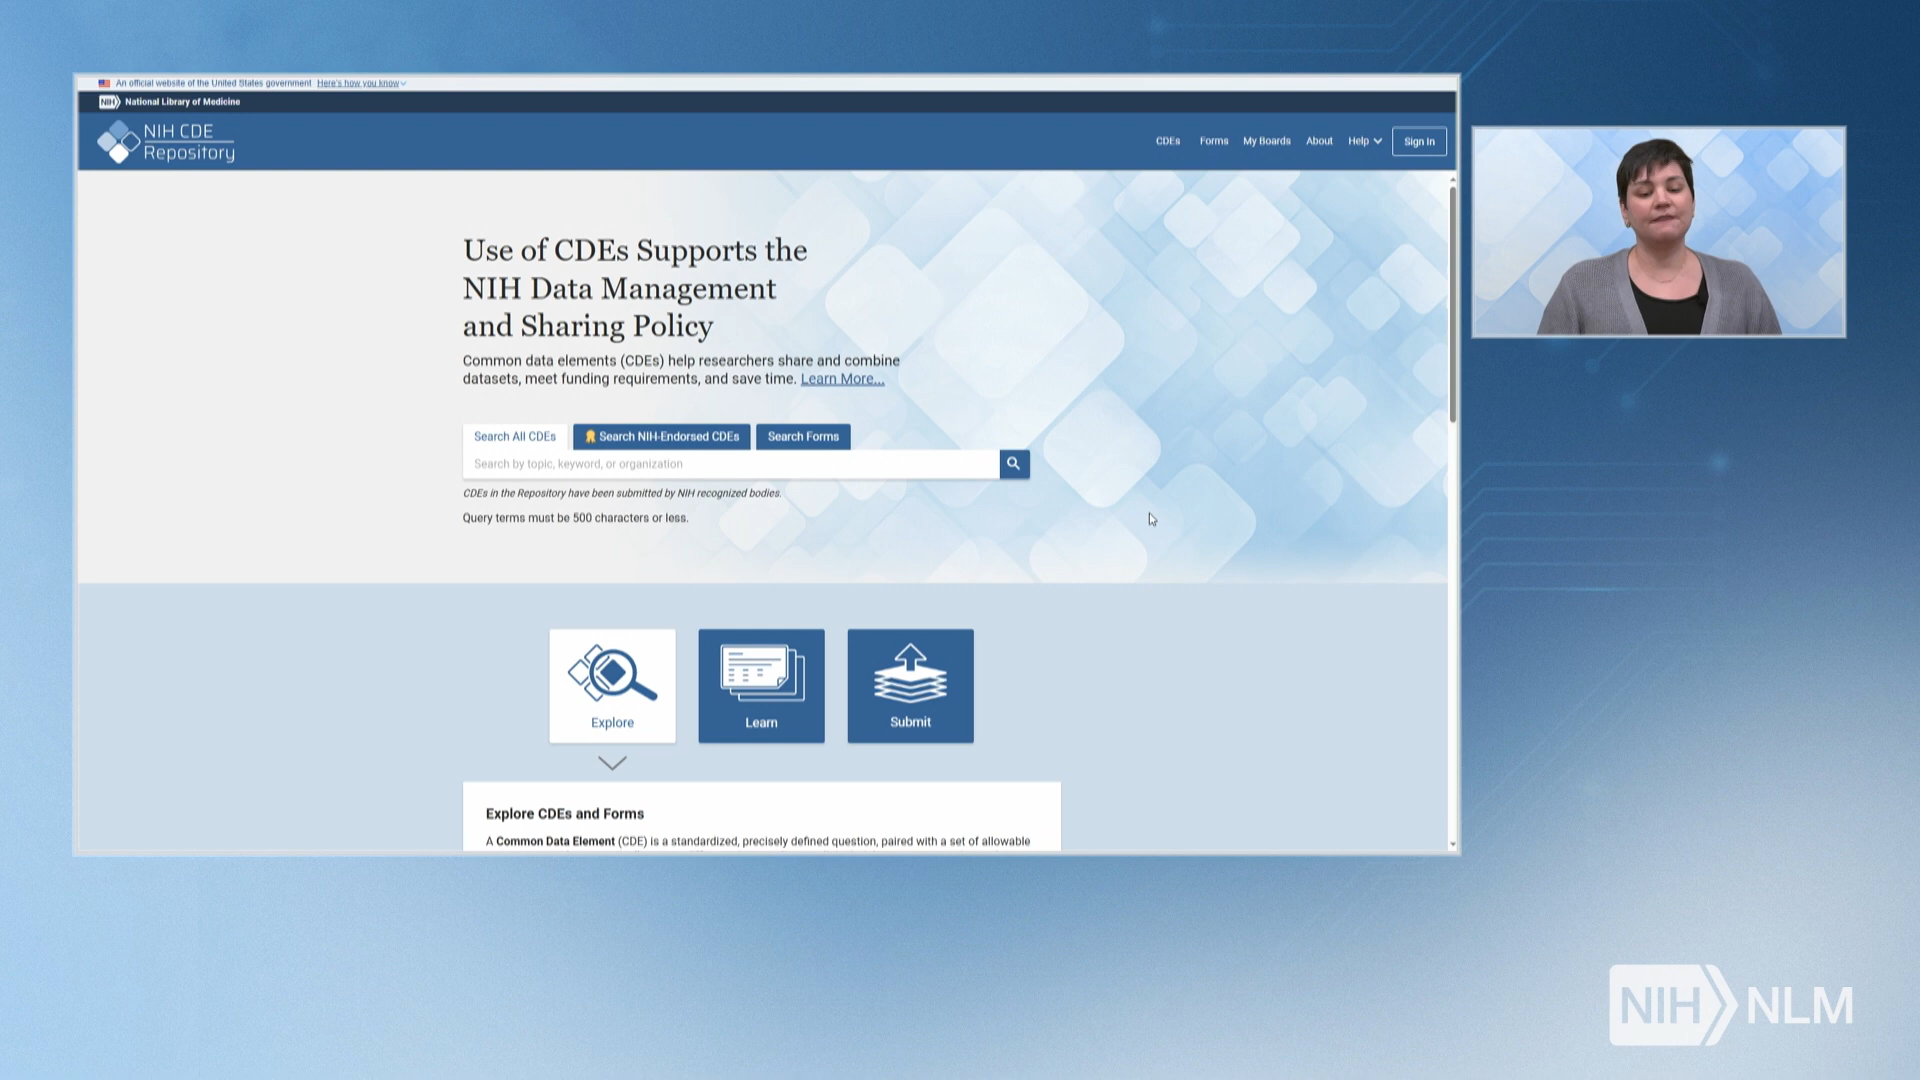 An official website of the United States government Here's how you know
NIH National Library of Medicine
NIH CDE
Repository
CDEs Forms My Boards About Help Sign In
Use of CDEs Supports the
NIH Data Management
and Sharing Policy
Common data elements (CDEs) help researchers share and combine
datasets, meet funding requirements, and save time. Learn More...
Search All CDEs Search NIH-Endorsed CDEs Search Forms
Search by topic, keyword, or organization
CDEs in the Repository have been submitted by NIH recognized bodies.
Query terms must be 500 characters or less.
Explore Learn Submit
Explore CDEs and Forms
A Common Data Element (CDE) is a standardized, precisely defined question, paired with a set of allowable
NIH NLM